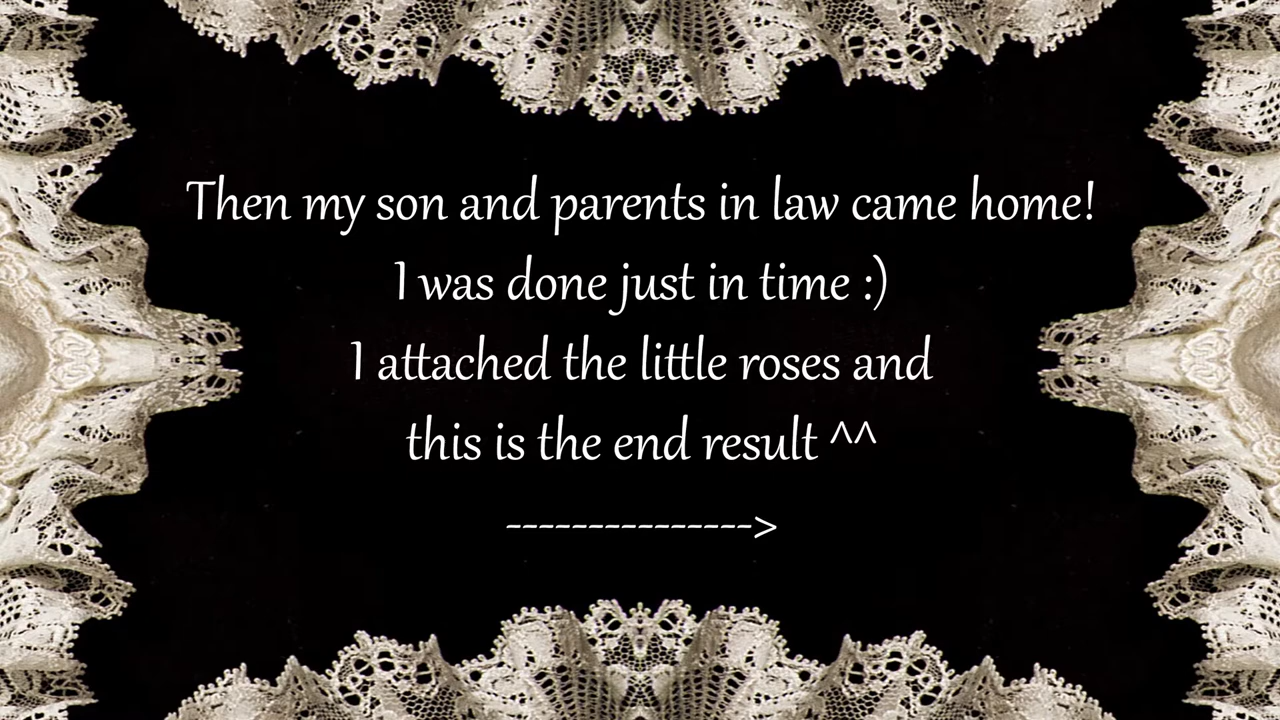 Then my son and parents in law came home!
I was done just in time :)
I attached the little roses and
this is the end result ^^
--------------->